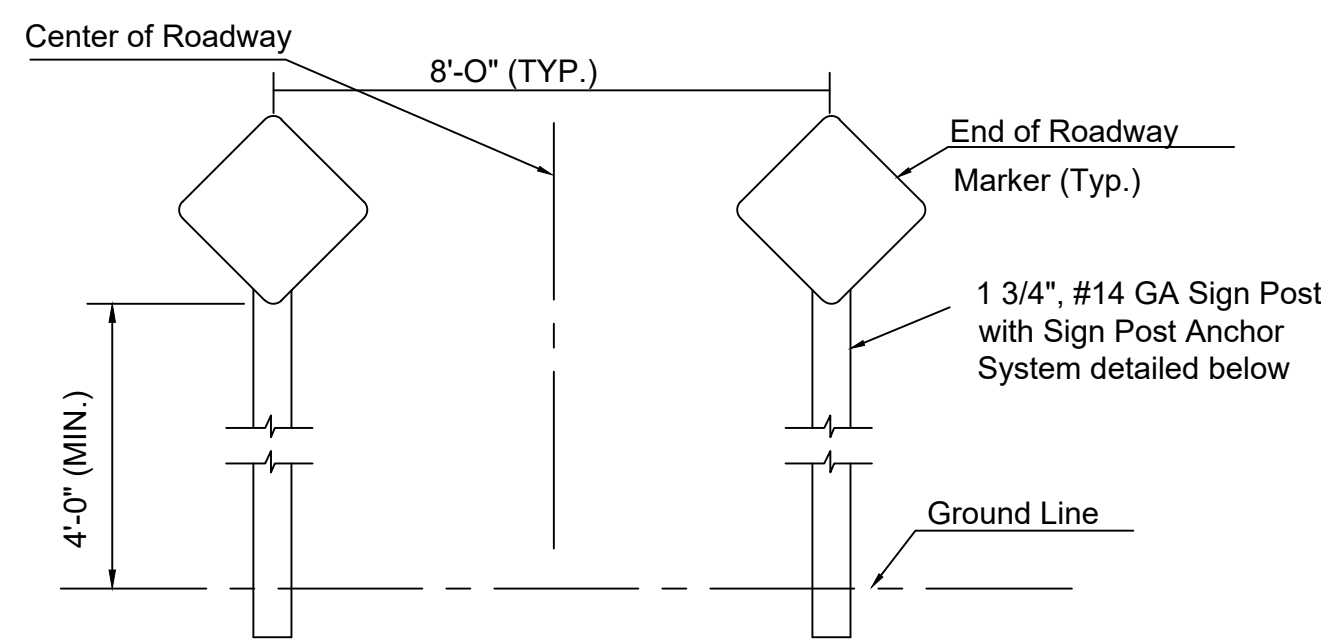 Center of Roadway
8'-O" (TYP.)
End of Roadway
Marker (Typ.)
1 3/4", #14 GA Sign Post
with Sign Post Anchor
System detailed below
4'-0" (MIN.)
Ground Line